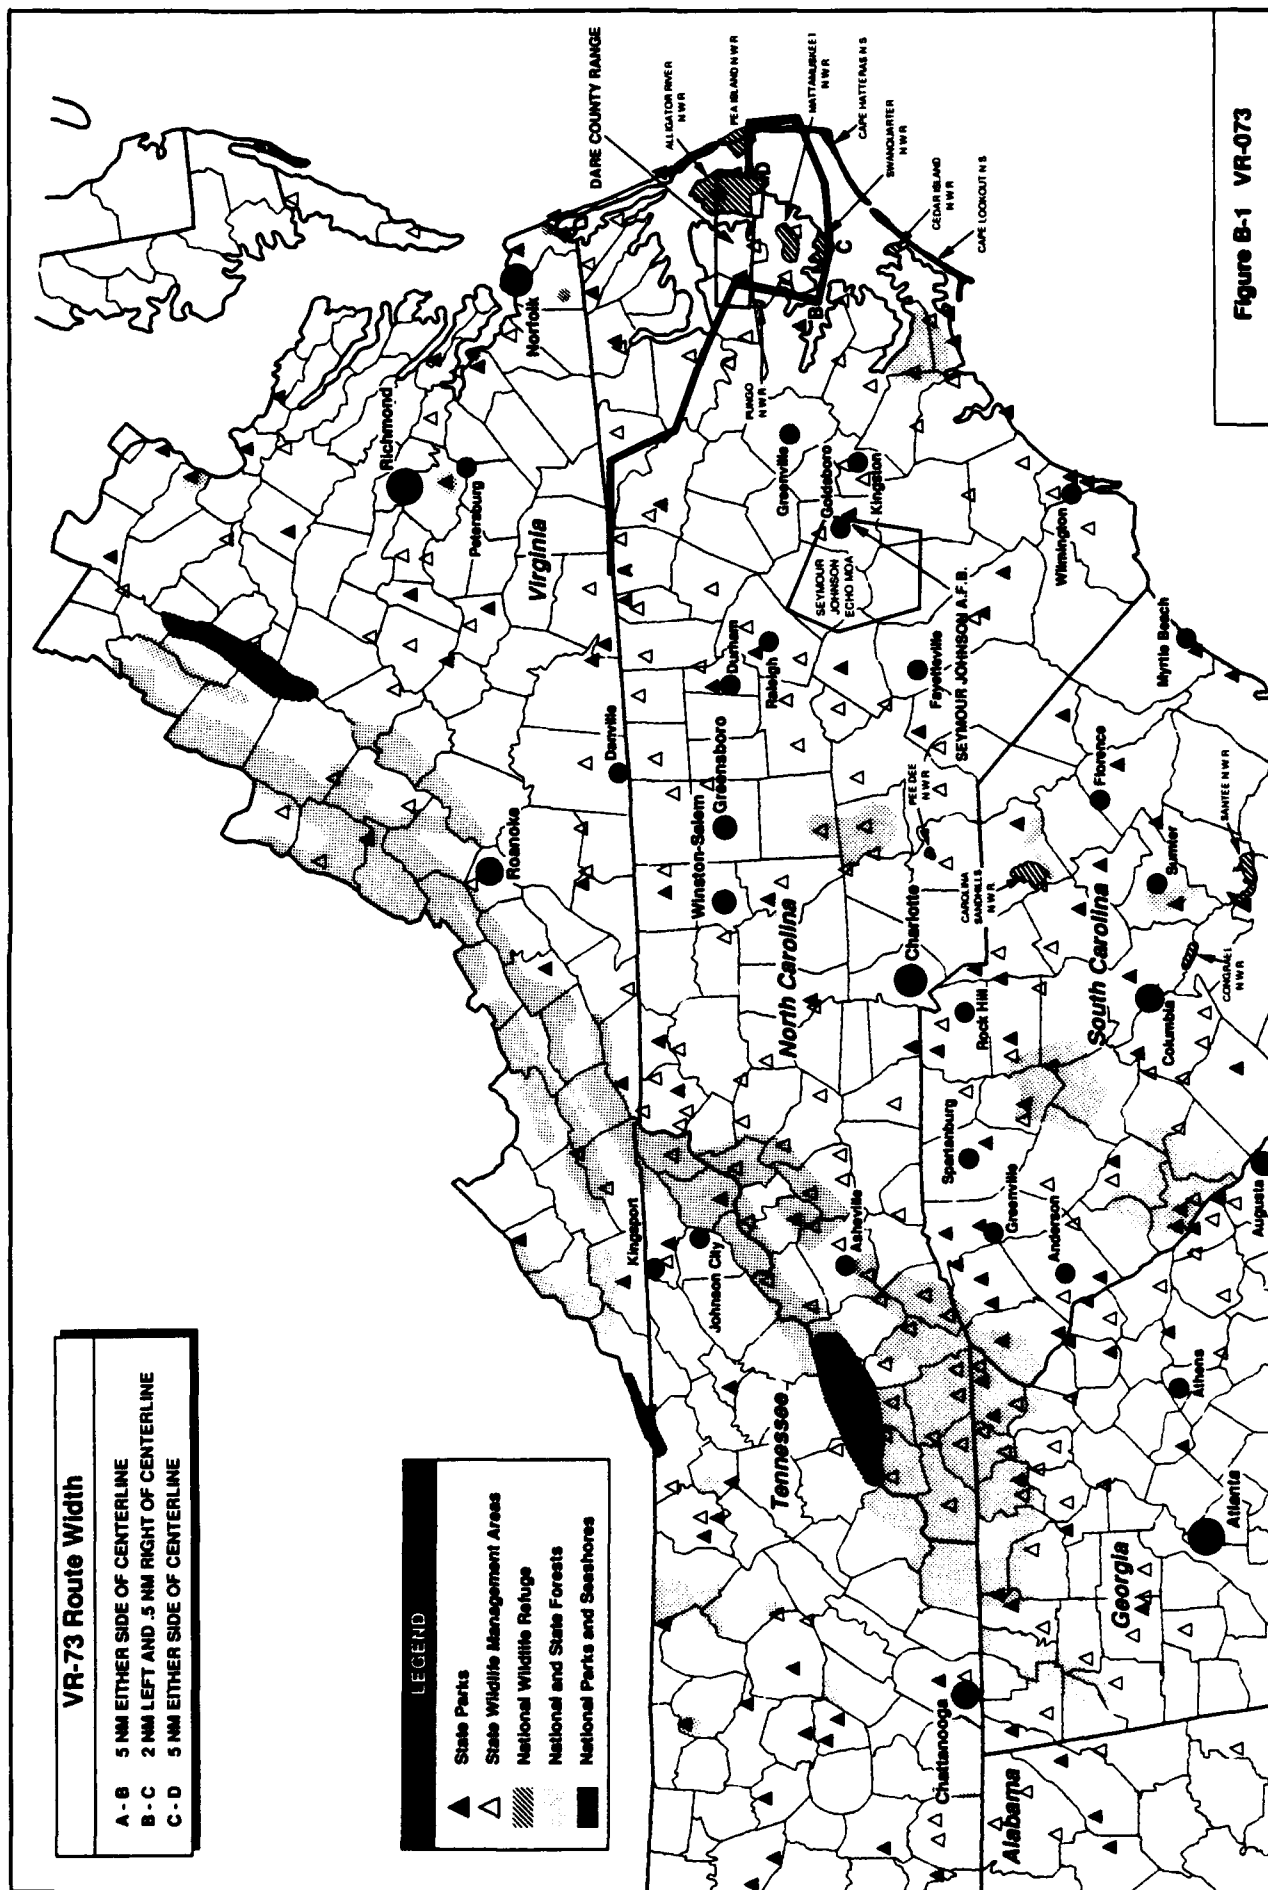 VR-73 Route Width
A - B 5 NM EITHER SIDE OF CENTERLINE
B - C 2 NM LEFT AND .5 NM RIGHT OF CENTERLINE
C - D 5 NM EITHER SIDE OF CENTERLINE
LEGEND
State Parks
State Wildlife Management Areas
National Wildlife Refuge
National and State Forests
National Parks and Seashores
Richmond
Petersburg
Norfolk
Virginia
Roanoke
Danville
Kingsport
Johnson City
Tennessee
Chattanooga
Alabama
Georgia
Atlanta
Athens
Augusta
Asheville
Greenville
Anderson
Spartanburg
Rock Hill
Charlotte
North Carolina
Winston-Salem
Greensboro
Durham
Raleigh
Fayetteville
Greenville
Goldsboro
Kingston
Wilmington
SEYMOUR
JOHNSON
ECHO MOA
SEYMOUR JOHNSON A.F.B.
South Carolina
Columbia
Sumter
Florence
Myrtle Beach
PEE DEE
N W R
CAROLINA
SANDHILLS
N W R
CONGRAEL
N W R
SANTEE N W R
A
B
C
D
DARE COUNTY RANGE
ALLIGATOR RIVER
N W R
PEA ISLAND N W R
MATTAMUSKEE I
N W R
CAPE HATTERAS N S
SWANQUARTER
N W R
CEDAR ISLAND
N W R
CAPE LOOKOUT N S
PUNGO
N W R
Figure B-1 VR-073